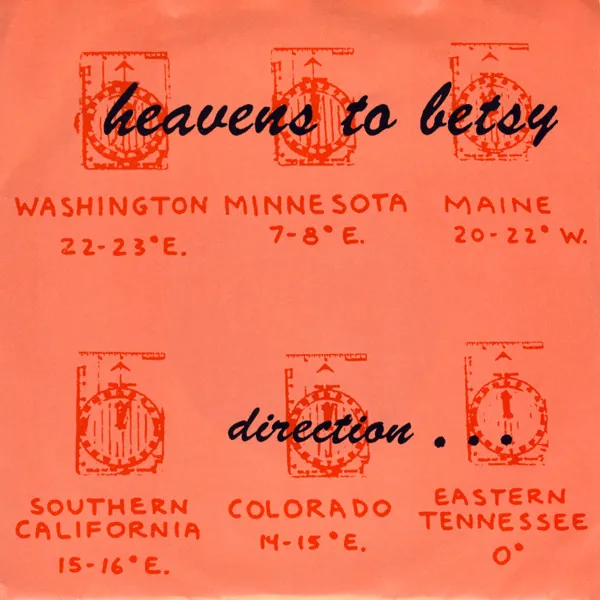 heavens to betsy
WASHINGTON MINNESOTA MAINE
22-23° E. 7-8° E. 20-22° W.
direction . . .
SOUTHERN CALIFORNIA COLORADO EASTERN TENNESSEE
15-16° E. 14-15° E. 0°